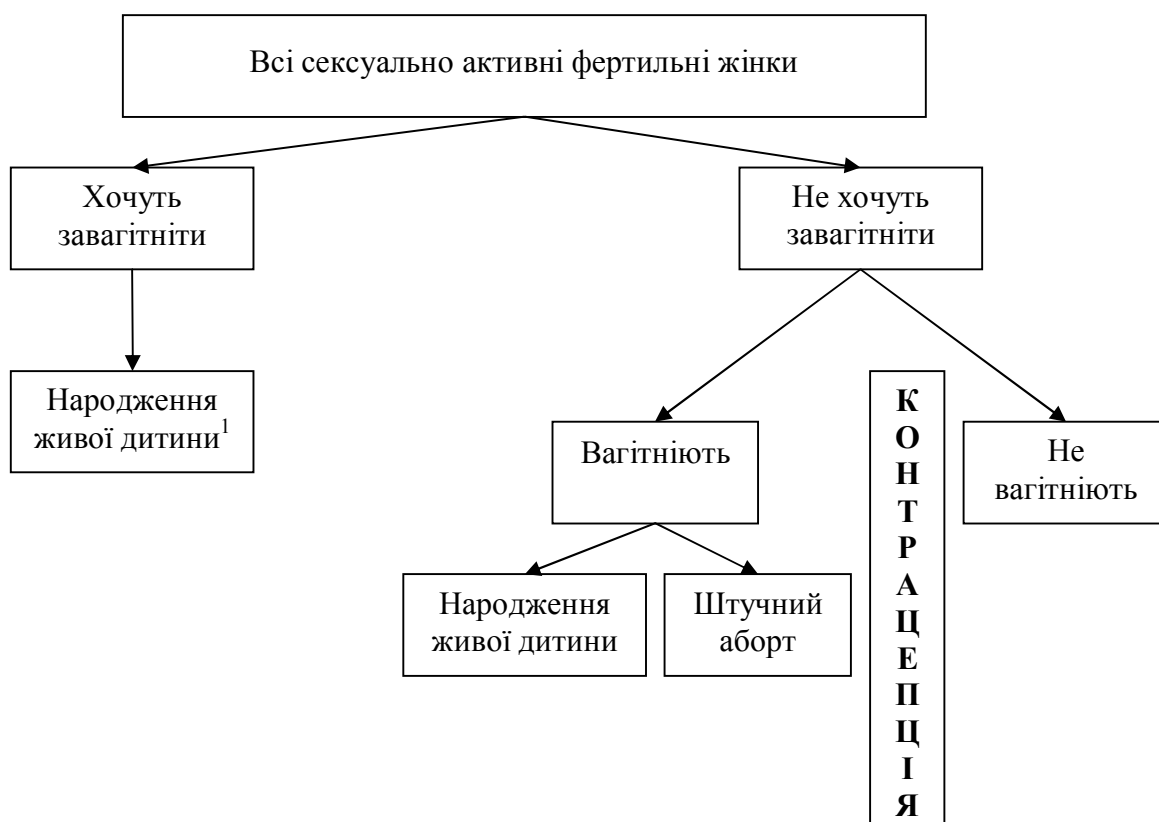 Всі сексуально активні фертильні жінки
Хочуть
завагітніти
Не хочуть
завагітніти
Народження
живої дитини¹
Вагітніють
К
О
Н
Т
Р
А
Ц
Е
П
Ц
І
Я
Не
вагітніють
Народження
живої дитини
Штучний
аборт